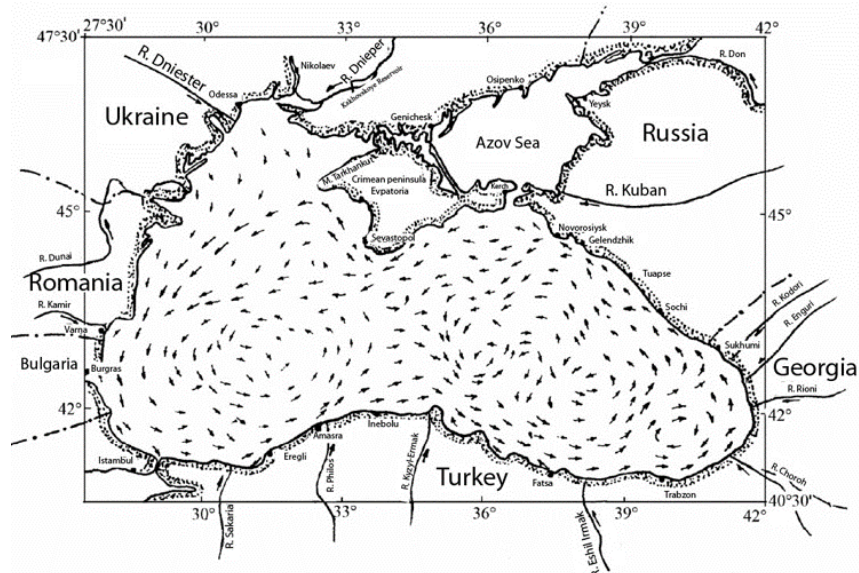 27°30'
30°
33°
36°
39°
42°
47°30'
R. Dniester
Nikolaev
R. Dnieper
Kakhovskoye Reservoir
Odessa
Osipenko
R. Don
Yeysk
Genichesk
Ukraine
Azov Sea
Russia
M. Tarkhankut
Crimean peninsula
Evpatoria
Kerch
R. Kuban
45°
45°
Sevastopol
Novorosiysk
Gelendzhik
R. Dunai
Tuapse
Romania
Sochi
R. Kodori
R. Kamir
R. Enguri
Varna
Sukhumi
Bulgaria
Burgras
Georgia
R. Rioni
42°
42°
Inebolu
Amasra
Istambul
Eregli
Turkey
Fatsa
Trabzon
R. Choroh
R. Sakaria
R. Philos
R. Kyzyl-Ermak
R. Eshil Irmak
40°30'
30°
33°
36°
39°
42°